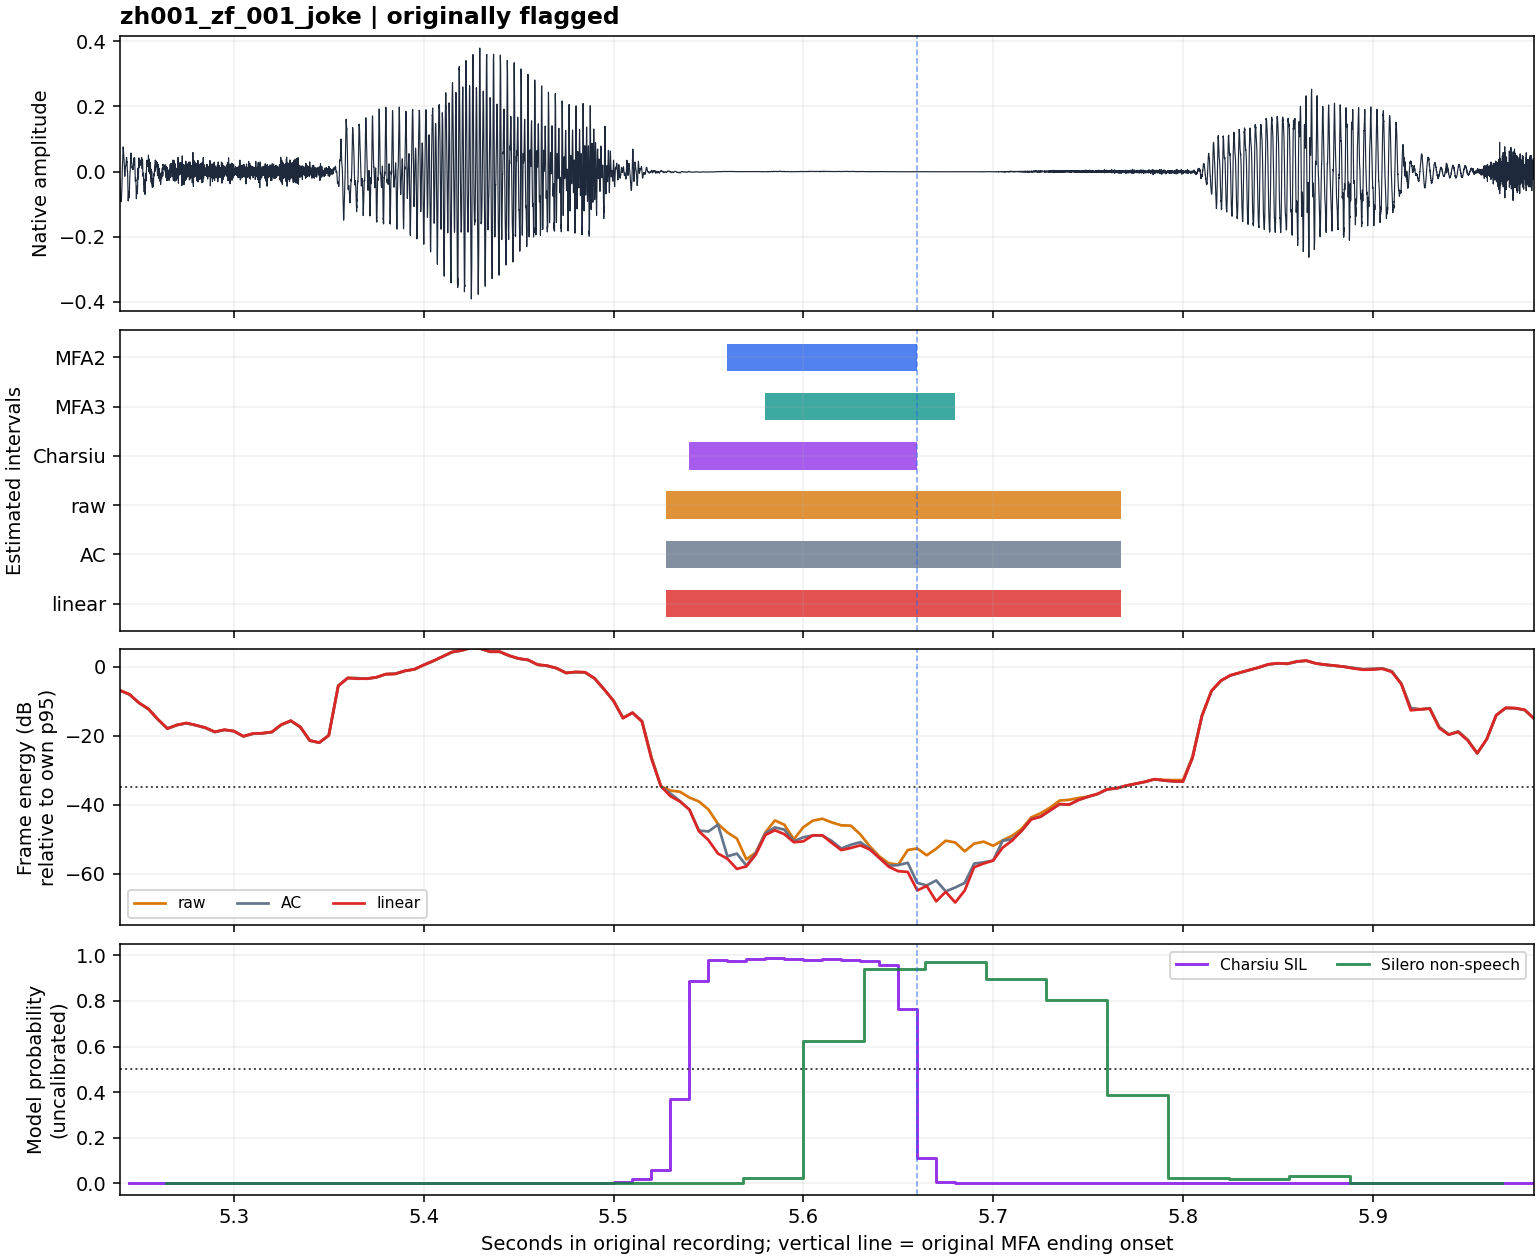 zh001_zf_001_joke | originally flagged
Native amplitude
0.4
0.2
0.0
−0.2
−0.4
Estimated intervals
MFA2
MFA3
Charsiu
raw
AC
linear
Frame energy (dB
relative to own p95)
0
−20
−40
−60
raw AC linear
Model probability
(uncalibrated)
1.0
0.8
0.6
0.4
0.2
0.0
Charsiu SIL Silero non-speech
5.3 5.4 5.5 5.6 5.7 5.8 5.9
Seconds in original recording; vertical line = original MFA ending onset